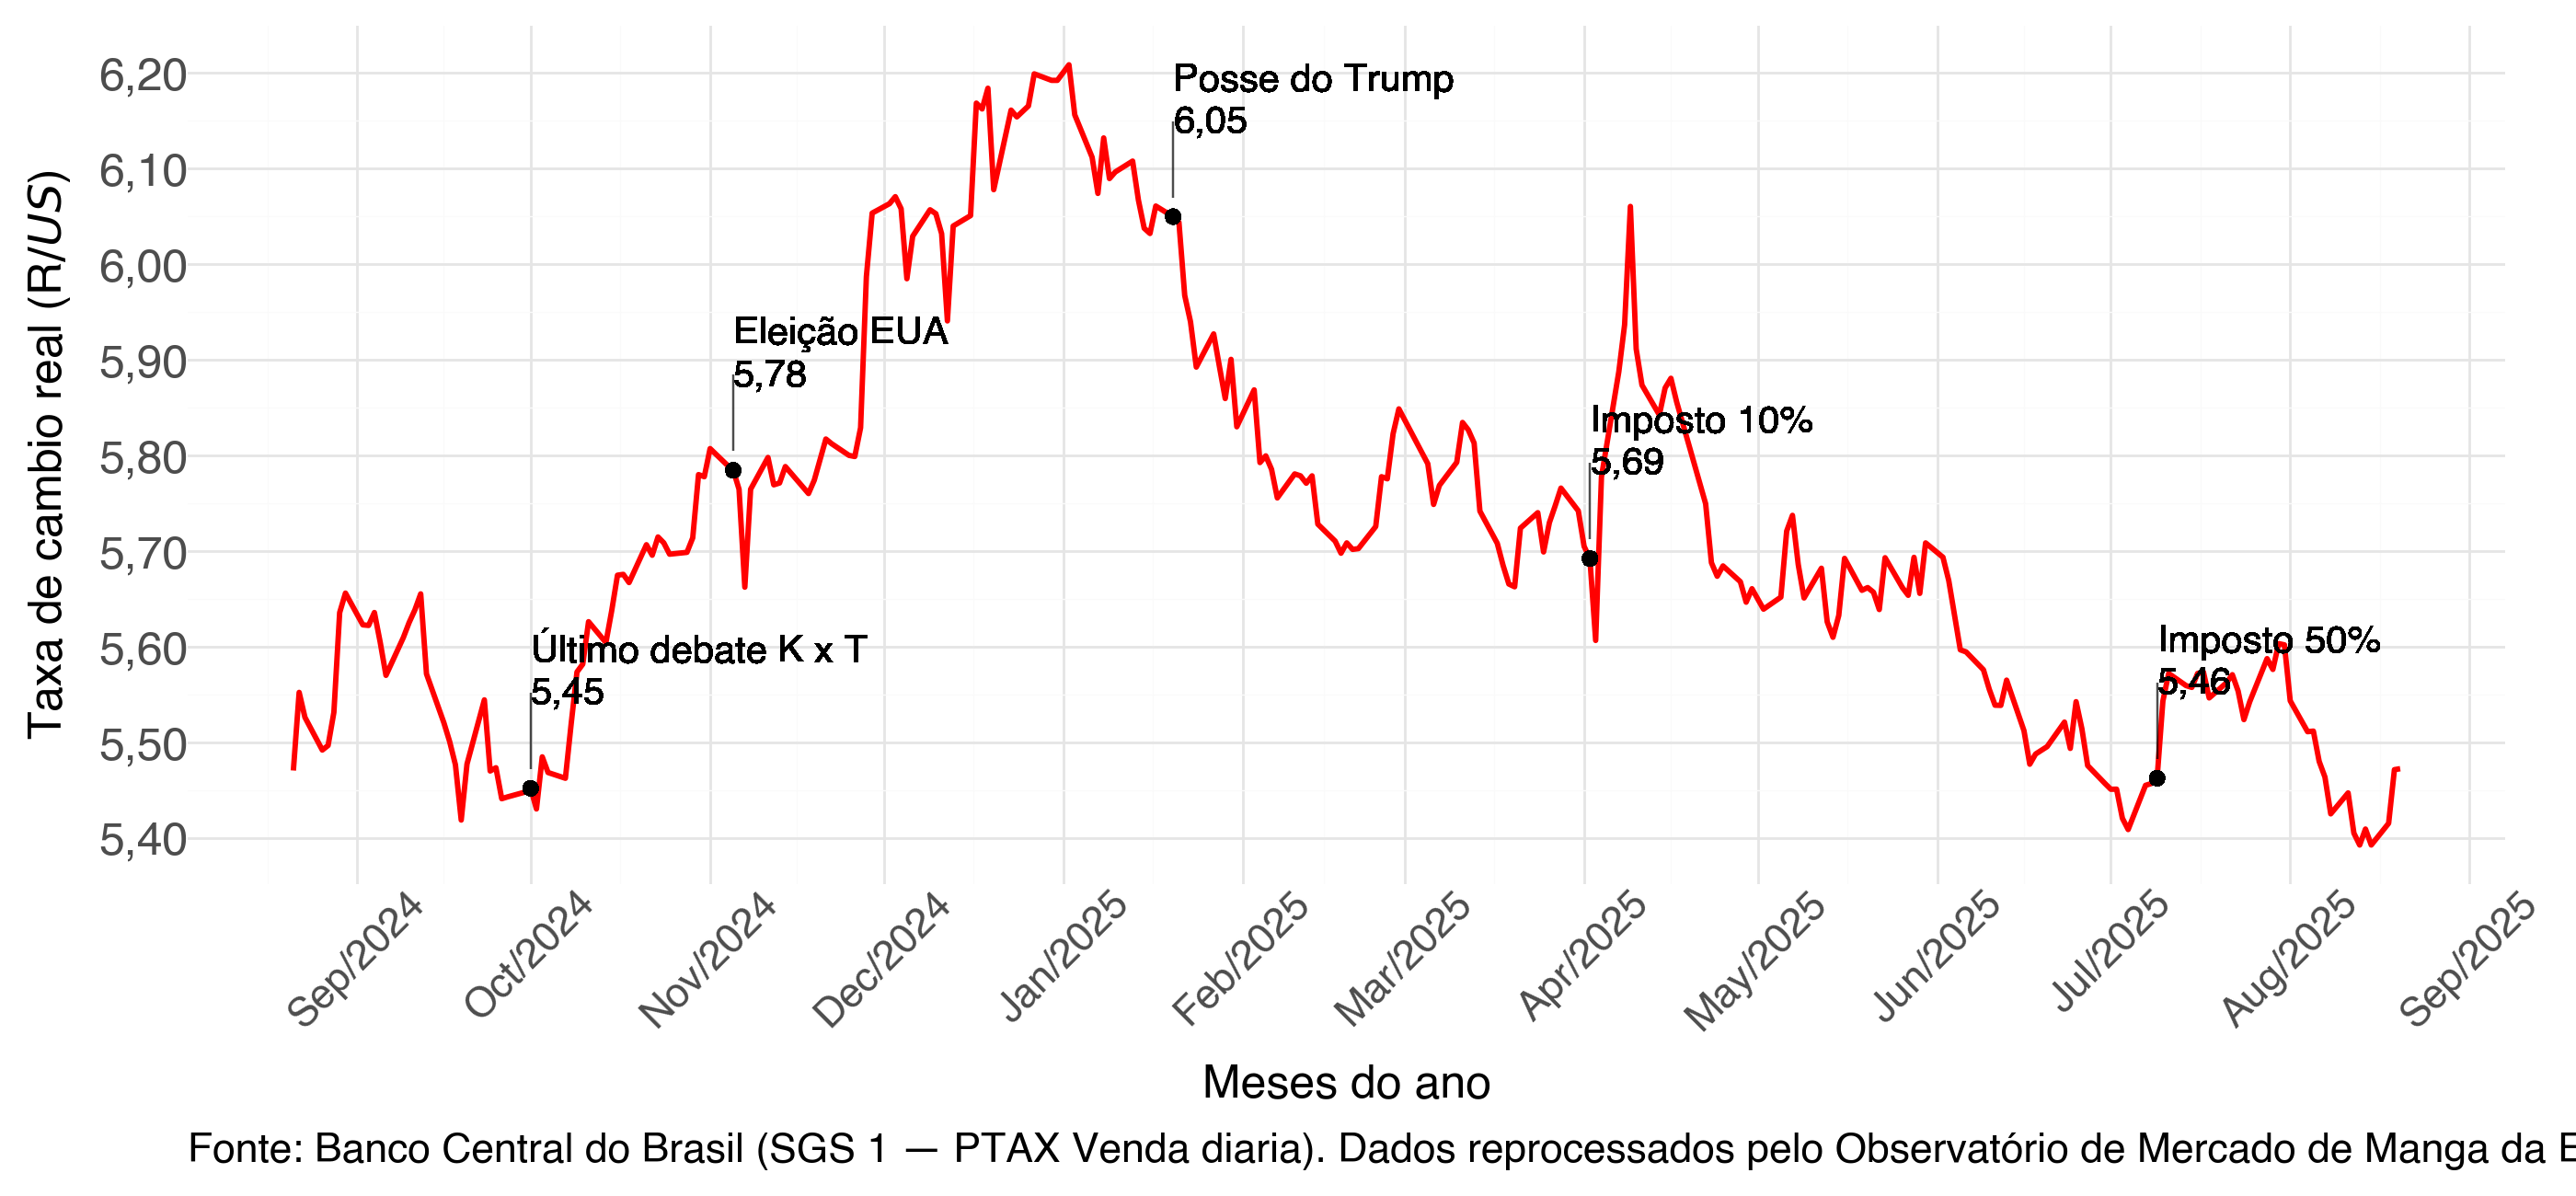 Taxa de cambio real (R/US)
6,20
6,10
6,00
5,90
5,80
5,70
5,60
5,50
5,40
Posse do Trump
6,05
Eleição EUA
5,78
Imposto 10%
5,69
Último debate K x T
5,45
Imposto 50%
5,46
Sep/2024
Oct/2024
Nov/2024
Dec/2024
Jan/2025
Feb/2025
Mar/2025
Apr/2025
May/2025
Jun/2025
Jul/2025
Aug/2025
Sep/2025
Meses do ano
Fonte: Banco Central do Brasil (SGS 1 — PTAX Venda diaria). Dados reprocessados pelo Observatório de Mercado de Manga da